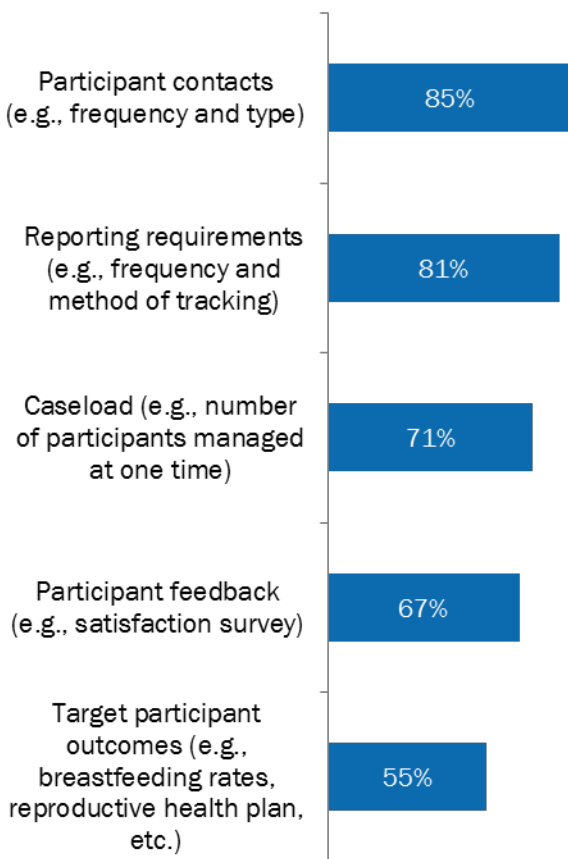 Participant contacts
(e.g., frequency and type)
85%
Reporting requirements
(e.g., frequency and
method of tracking)
81%
Caseload (e.g., number
of participants managed
at one time)
71%
Participant feedback
(e.g., satisfaction survey)
67%
Target participant
outcomes (e.g.,
breastfeeding rates,
reproductive health plan,
etc.)
55%